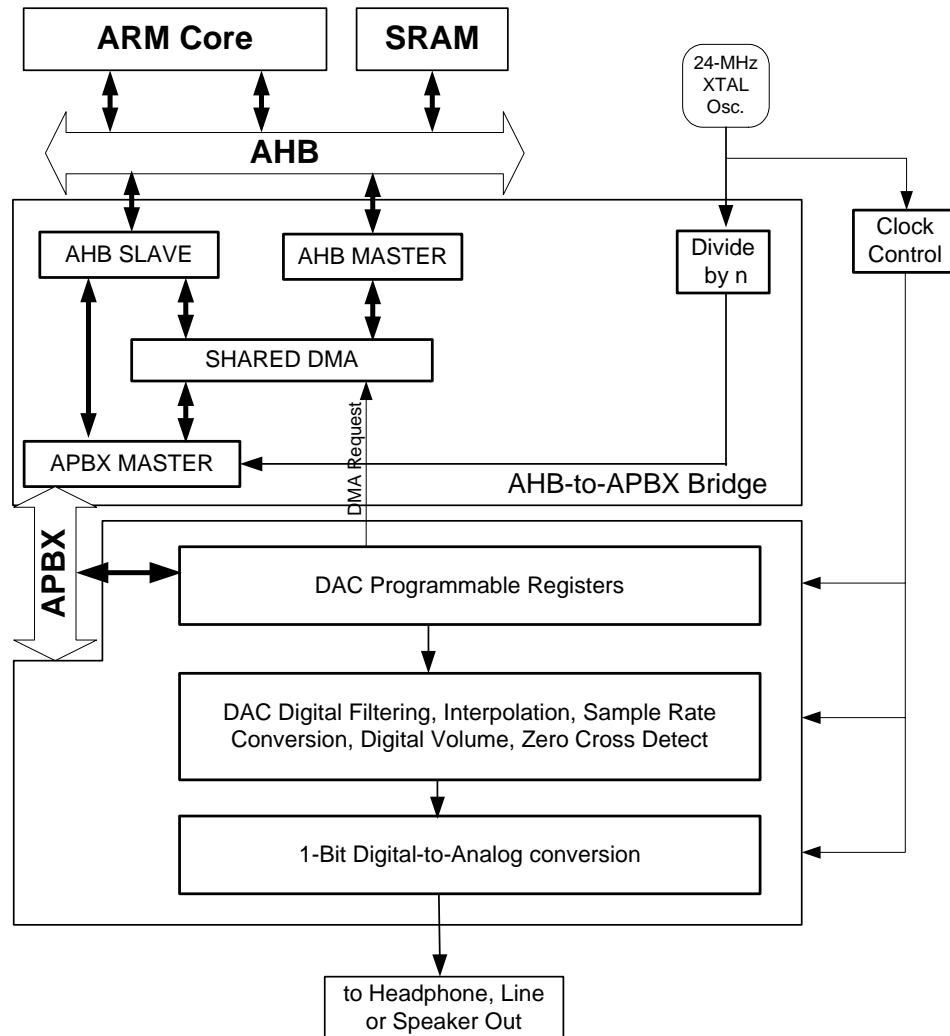 ARM Core
SRAM
24-MHz
XTAL
Osc.
AHB
AHB SLAVE
AHB MASTER
Divide
by n
Clock
Control
SHARED DMA
DMA Request
APBX MASTER
AHB-to-APBX Bridge
APBX
DAC Programmable Registers
DAC Digital Filtering, Interpolation, Sample Rate
Conversion, Digital Volume, Zero Cross Detect
1-Bit Digital-to-Analog conversion
to Headphone, Line
or Speaker Out